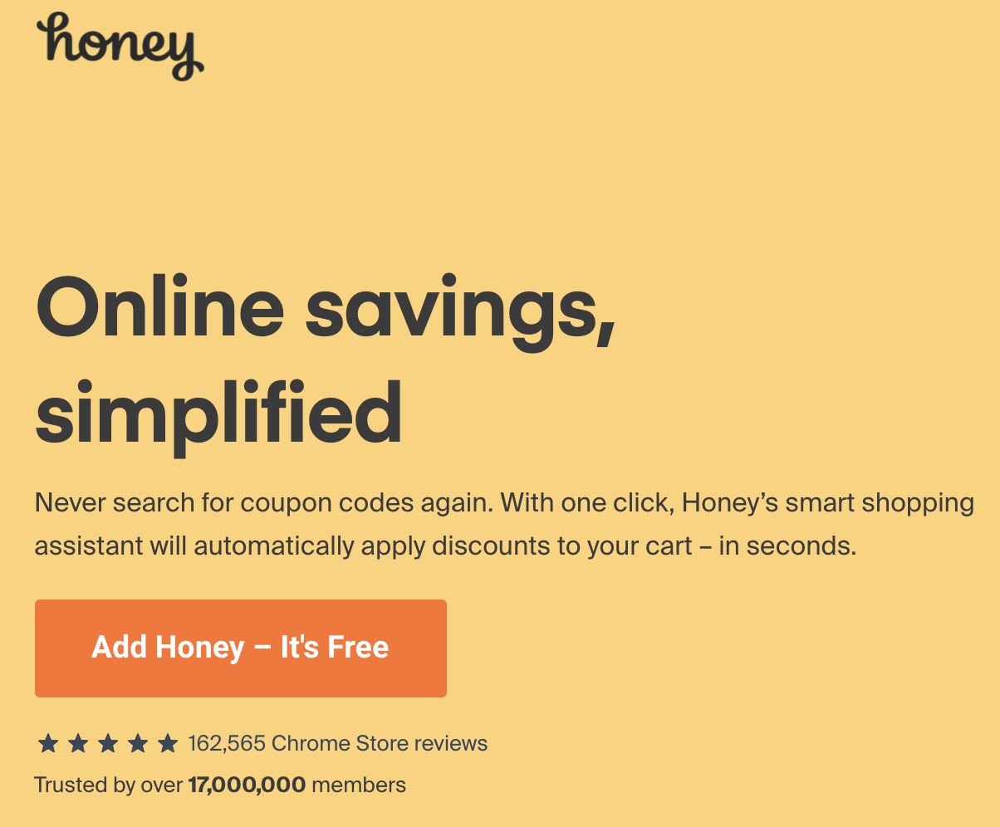 honey
Online savings,
simplified
Never search for coupon codes again. With one click, Honey’s smart shopping
assistant will automatically apply discounts to your cart – in seconds.
Add Honey – It's Free
162,565 Chrome Store reviews
Trusted by over 17,000,000 members